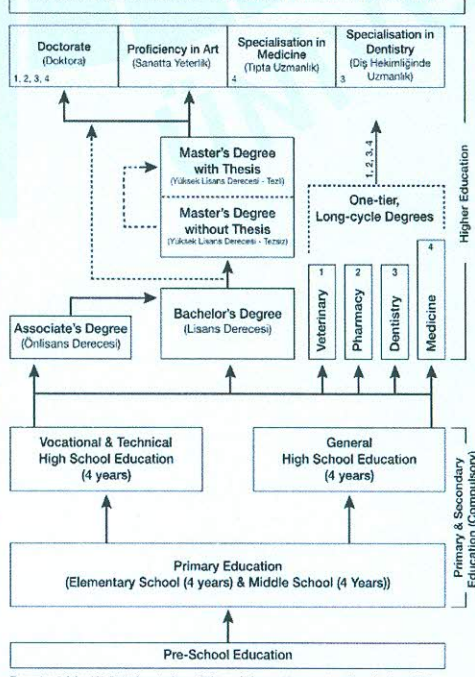 Doctorate
(Doktora)
1, 2, 3, 4
Proficiency in Art
(Sanatta Yeterlik)
Specialisation in
Medicine
(Tıpta Uzmanlık)
4
Specialisation in
Dentistry
(Diş Hekimliğinde
Uzmanlık)
3
Master's Degree
with Thesis
(Yüksek Lisans Derecesi - Tezli)
Master's Degree
without Thesis
(Yüksek Lisans Derecesi - Tezsiz)
1, 2, 3, 4
One-tier,
Long-cycle Degrees
Higher Education
Associate's Degree
(Önlisans Derecesi)
Bachelor's Degree
(Lisans Derecesi)
1
Veterinary
2
Pharmacy
3
Dentistry
4
Medicine
Vocational & Technical
High School Education
(4 years)
General
High School Education
(4 years)
Primary & Secondary
Education (Compulsory)
Primary Education
(Elementary School (4 years) & Middle School (4 Years))
Pre-School Education